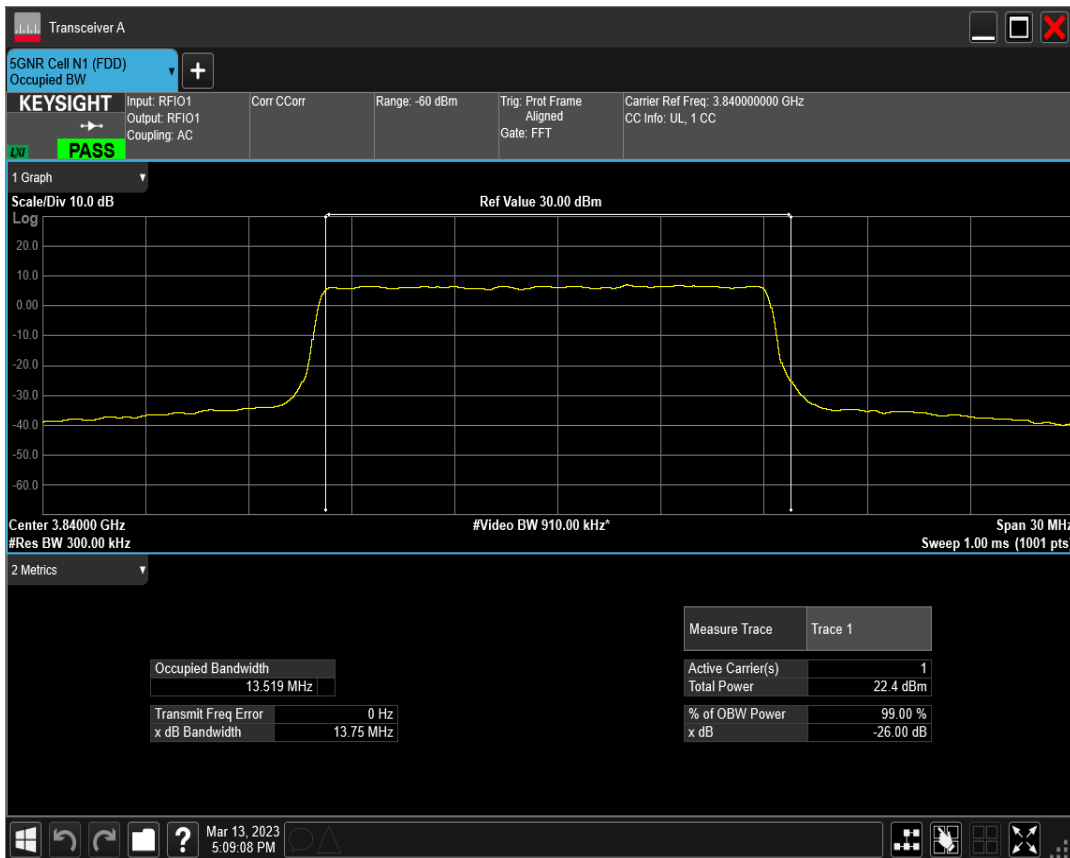 Transceiver A
5GNR Cell N1 (FDD)
Occupied BW
KEYSIGHT
LXI
PASS
Input: RFIO1
Output: RFIO1
Coupling: AC
Corr CCorr
Range: -60 dBm
Trig: Prot Frame
Aligned
Gate: FFT
Carrier Ref Freq: 3.840000000 GHz
CC Info: UL, 1 CC
1 Graph
Scale/Div 10.0 dB
Ref Value 30.00 dBm
Log
20.0
10.0
0.00
-10.0
-20.0
-30.0
-40.0
-50.0
-60.0
Center 3.84000 GHz
#Video BW 910.00 kHz*
Span 30 MHz
#Res BW 300.00 kHz
Sweep 1.00 ms (1001 pts)
2 Metrics
Measure Trace Trace 1
Occupied Bandwidth
13.519 MHz
Transmit Freq Error 0 Hz
x dB Bandwidth 13.75 MHz
Active Carrier(s) 1
Total Power 22.4 dBm
% of OBW Power 99.00 %
x dB -26.00 dB
?
Mar 13, 2023
5:09:08 PM